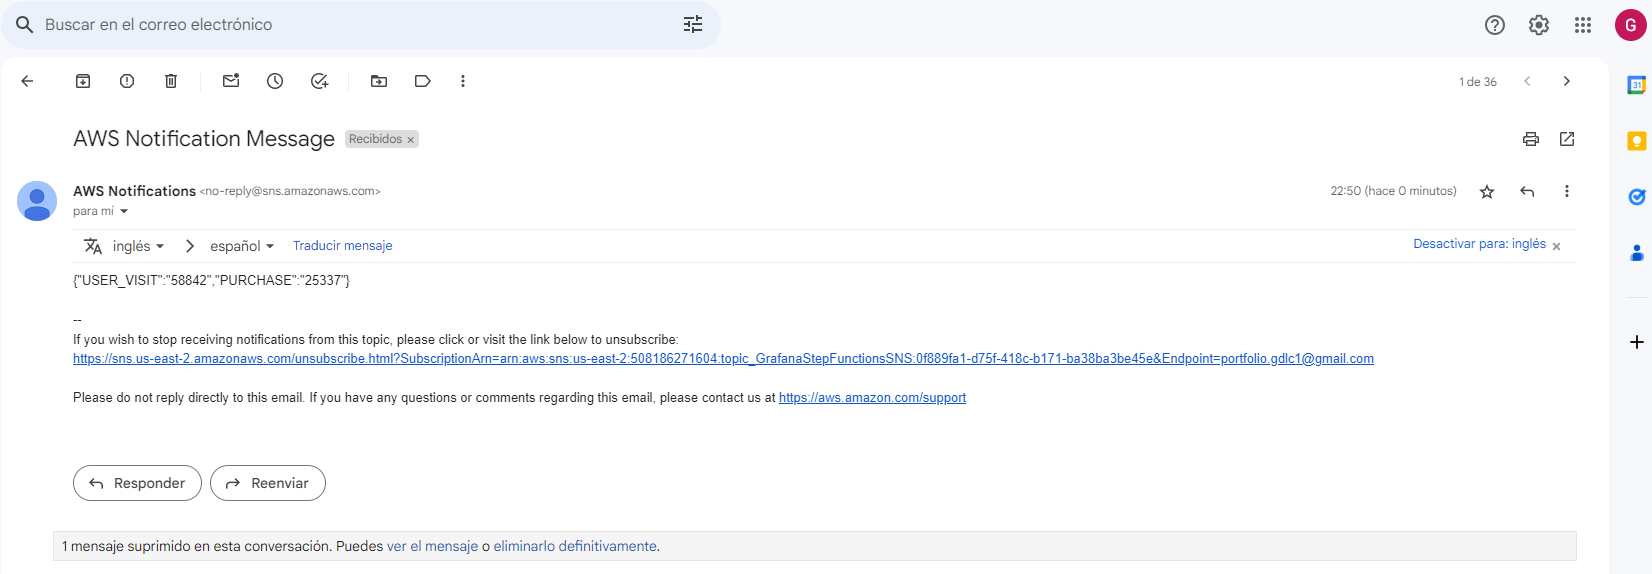 Buscar en el correo electrónico
G
1 de 36
31
AWS Notification Message Recibidos ×
AWS Notifications <no-reply@sns.amazonaws.com> 22:50 (hace 0 minutos)
para mí
inglés > español Traducir mensaje Desactivar para: inglés ×
{"USER_VISIT":"58842","PURCHASE":"25337"}
--
If you wish to stop receiving notifications from this topic, please click or visit the link below to unsubscribe:
https://sns.us-east-2.amazonaws.com/unsubscribe.html?SubscriptionArn=arn:aws:sns:us-east-2:508186271604:topic_GrafanaStepFunctionsSNS:0f889fa1-d75f-418c-b171-ba38ba3be45e&Endpoint=portfolio.gdlc1@gmail.com
Please do not reply directly to this email. If you have any questions or comments regarding this email, please contact us at https://aws.amazon.com/support
Responder
Reenviar
1 mensaje suprimido en esta conversación. Puedes ver el mensaje o eliminarlo definitivamente.